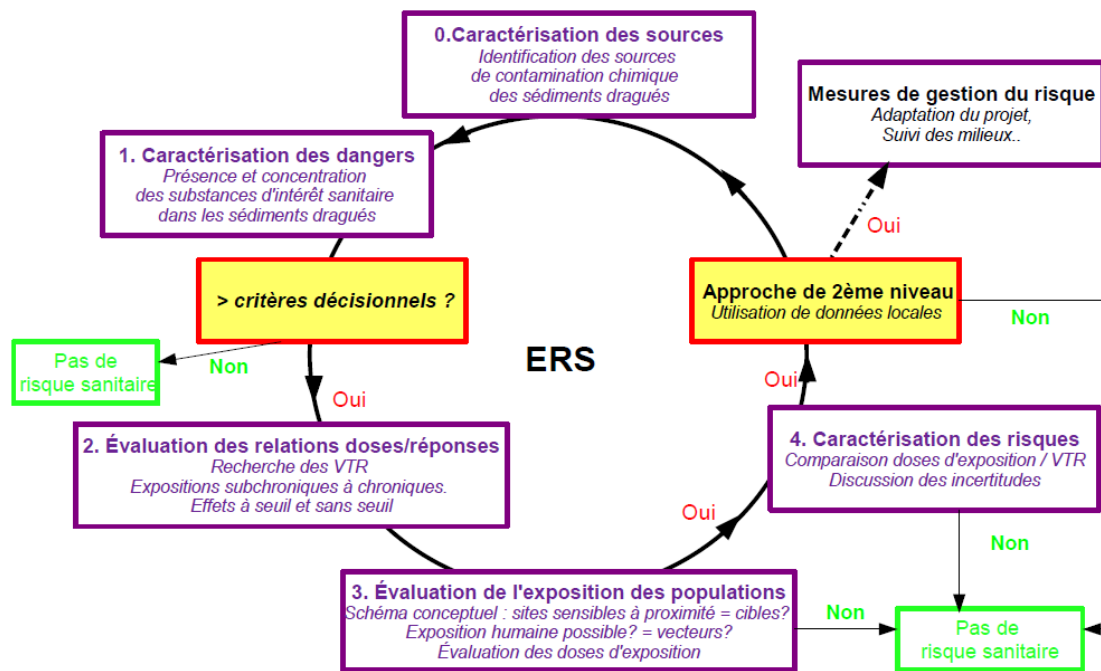 0.Caractérisation des sources
Identification des sources
de contamination chimique
des sédiments dragués
Mesures de gestion du risque
Adaptation du projet,
Suivi des milieux..
1. Caractérisation des dangers
Présence et concentration
des substances d'intérêt sanitaire
dans les sédiments dragués
Oui
> critères décisionnels ?
Approche de 2ème niveau
Utilisation de données locales
Non
Non
Pas de
risque sanitaire
ERS
Oui
Oui
2. Évaluation des relations doses/réponses
Recherche des VTR
Expositions subchroniques à chroniques.
Effets à seuil et sans seuil
4. Caractérisation des risques
Comparaison doses d'exposition / VTR
Discussion des incertitudes
Oui
Non
3. Évaluation de l'exposition des populations
Schéma conceptuel : sites sensibles à proximité = cibles?
Exposition humaine possible? = vecteurs?
Évaluation des doses d'exposition
Non
Pas de
risque sanitaire